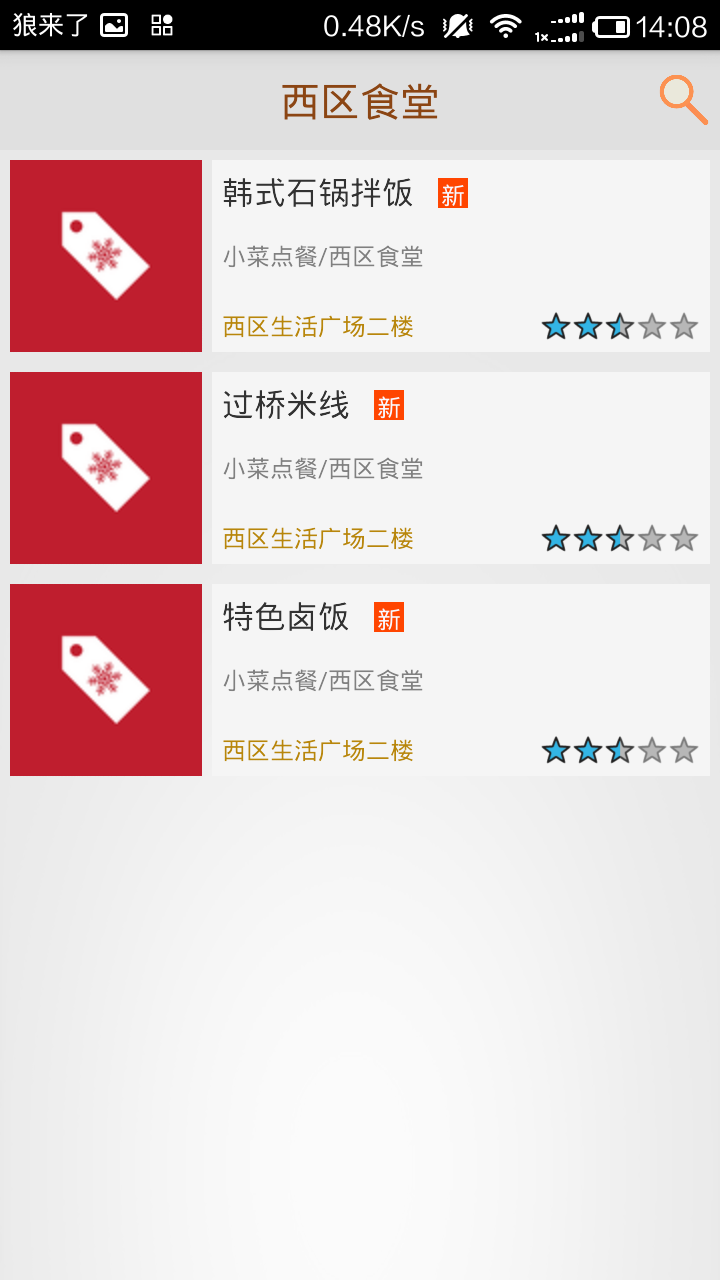 狼来了 0.48K/s 1x 14:08
西区食堂
韩式石锅拌饭 新
小菜点餐/西区食堂
西区生活广场二楼
过桥米线 新
小菜点餐/西区食堂
西区生活广场二楼
特色卤饭 新
小菜点餐/西区食堂
西区生活广场二楼